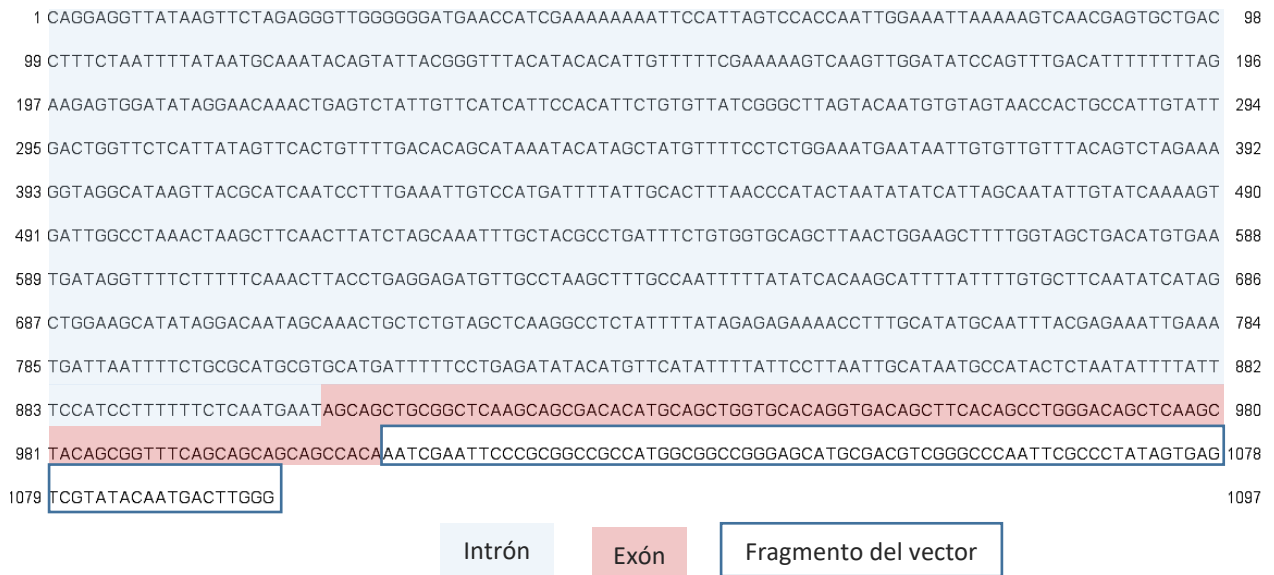 1 CAGGAGGTTATAAGTTCTAGAGGGTTGGGGGGATGAACCATCGAAAAAAAATTCCATTAGTCCACCAATTGGAAATTAAAAAGTCAACGAGTGCTGAC 98
99 CTTTCTAATTTTATAATGCAAATACAGTATTACGGGTTTACATACACATTGTTTTTCGAAAAAGTCAAGTTGGATATCCAGTTTGACATTTTTTTTAG 196
197 AAGAGTGGATATAGGAACAAACTGAGTCTATTGTTCATCATTCCACATTCTGTGTTATCGGGCTTAGTACAATGTGTAGTAACCACTGCCATTGTATT 294
295 GACTGGTTCTCATTATAGTTCACTGTTTTGACACAGCATAAATACATAGCTATGTTTTCCTCTGGAAATGAATAATTGTGTTGTTTACAGTCTAGAAA 392
393 GGTAGGCATAAGTTACGCATCAATCCTTTGAAATTGTCCATGATTTTATTGCACTTTAACCCATACTAATATATCATTAGCAATATTGTATCAAAAGT 490
491 GATTGGCCTAAACTAAGCTTCAACTTATCTAGCAAATTTGCTACGCCTGATTTCTGTGGTGCAGCTTAACTGGAAGCTTTTGGTAGCTGACATGTGAA 588
589 TGATAGGTTTTCTTTTTCAAACTTACCTGAGGAGATGTTGCCTAAGCTTTGCCAATTTTTATATCACAAGCATTTTATTTTGTGCTTCAATATCATAG 686
687 CTGGAAGCATATAGGACAATAGCAAACTGCTCTGTAGCTCAAGGCCTCTATTTTATAGAGAGAAAACCTTTGCATATGCAATTTACGAGAAATTGAAA 784
785 TGATTAATTTTCTGCGCATGCGTGCATGATTTTTCCTGAGATATACATGTTCATATTTTATTCCTTAATTGCATAATGCCATACTCTAATATTTTATT 882
883 TCCATCCTTTTTTCTCAATGAATAGCAGCTGCGGCTCAAGCAGCGACACATGCAGCTGGTGCACAGGTGACAGCTTCACAGCCTGGGACAGCTCAAGC 980
981 TACAGCGGTTTCAGCAGCAGCAGCCACAAATCGAATTCCCGCGGCCGCCATGGCGGCCGGGAGCATGCGACGTCGGGCCCAATTCGCCCTATAGTGAG 1078
1079 TCGTATACAATGACTTGGG 1097
Intrón Exón Fragmento del vector